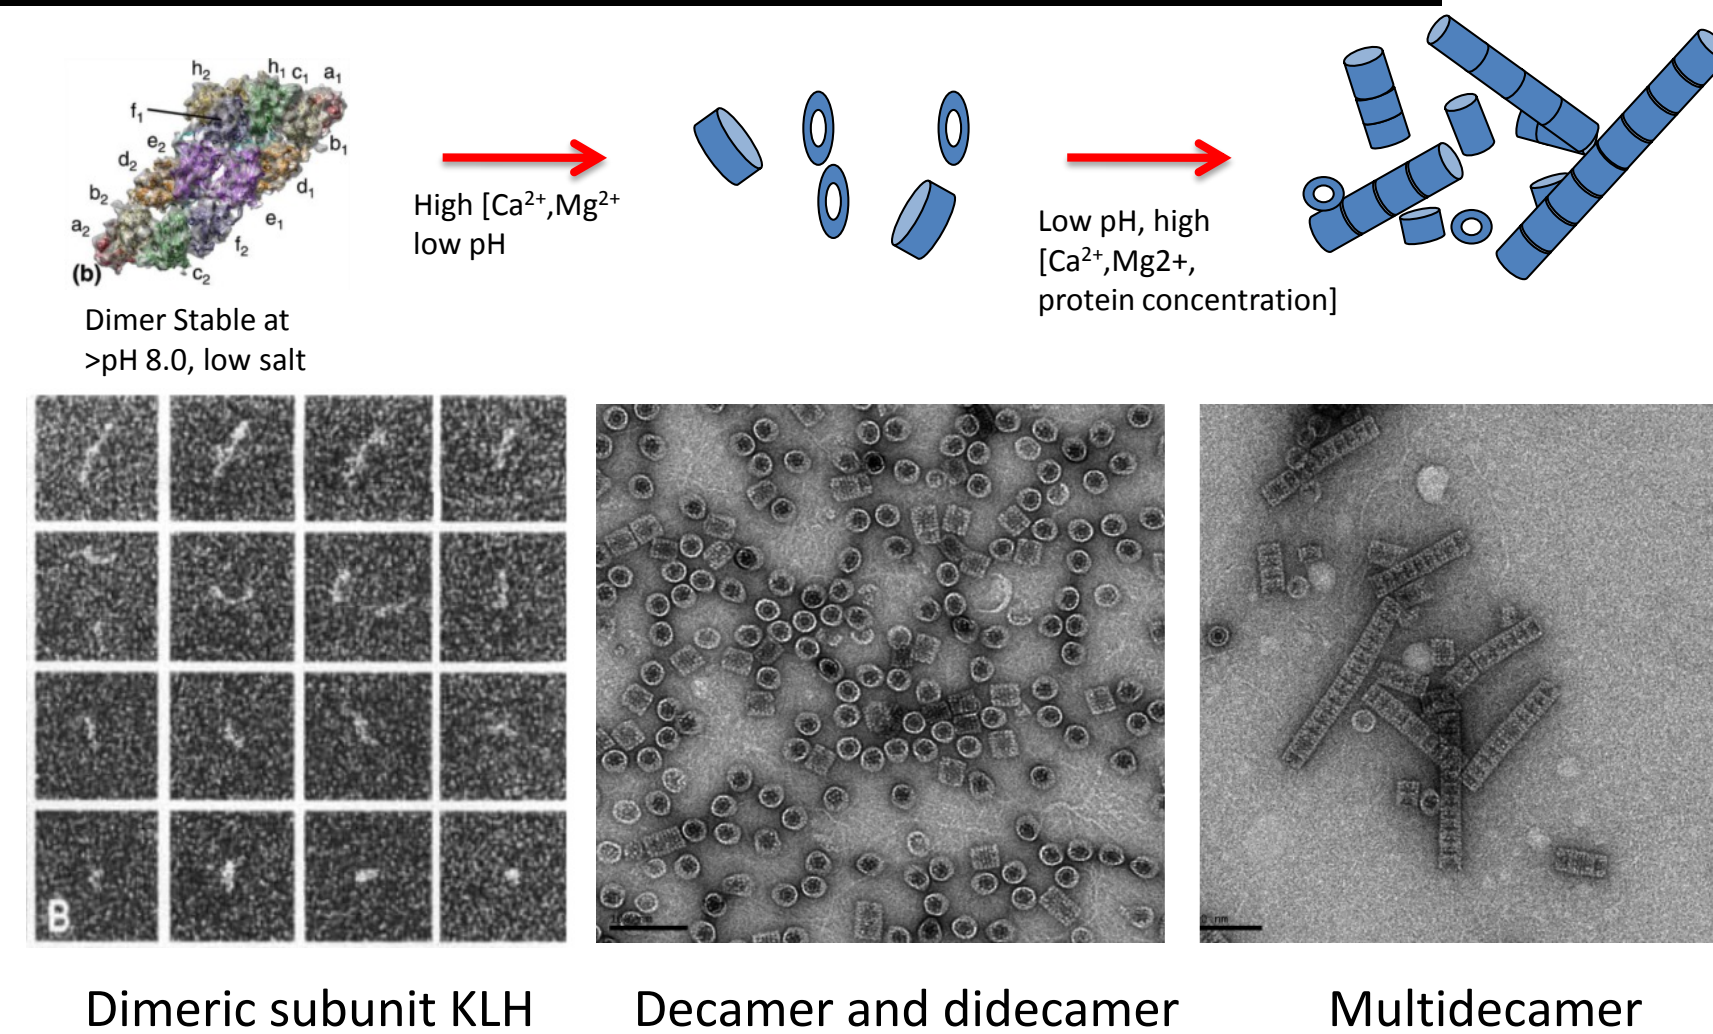 h2
h1 c1 a1
f1
e2
b1
d2
d1
b2
e1
a2
f2
(b)
c2
Dimer Stable at
>pH 8.0, low salt
High [Ca2+,Mg2+
low pH
Low pH, high
[Ca2+,Mg2+,
protein concentration]
B
Dimeric subunit KLH
Decamer and didecamer
Multidecamer